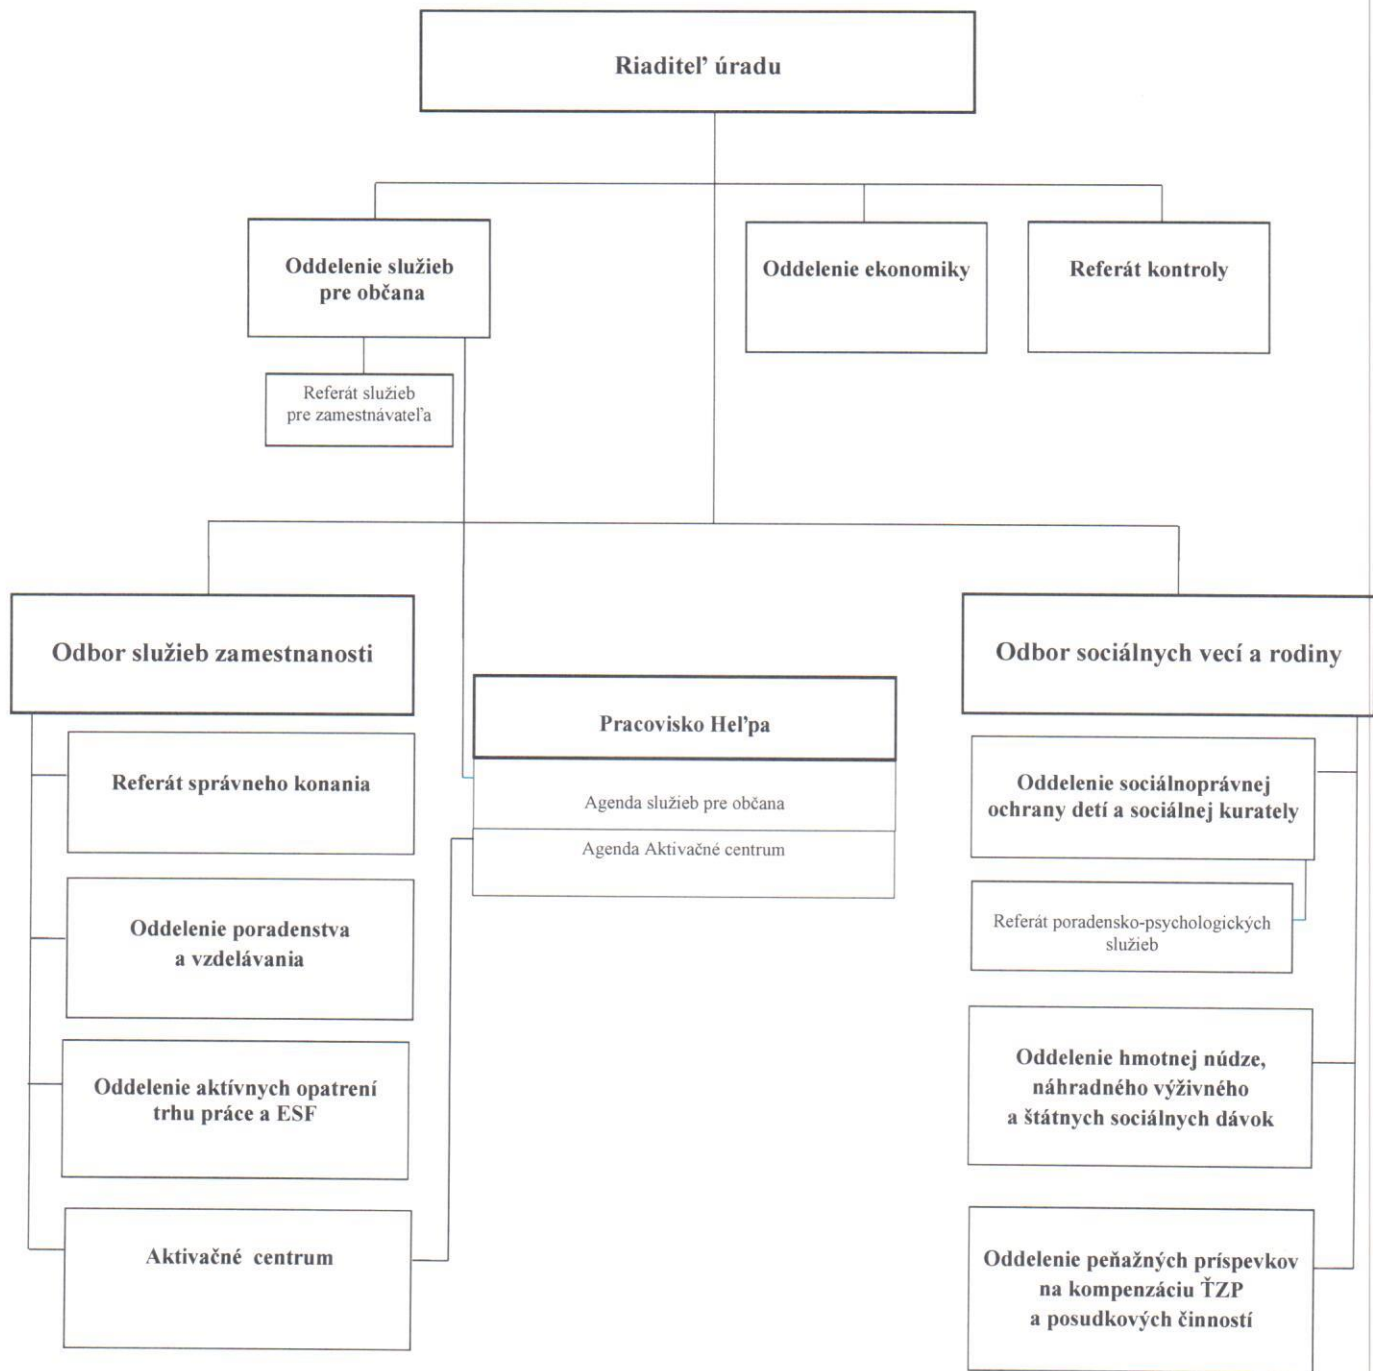 Riaditeľ úradu
Oddelenie služieb
pre občana
Oddelenie ekonomiky
Referát kontroly
Referát služieb
pre zamestnávateľa
Odbor služieb zamestnanosti
Odbor sociálnych vecí a rodiny
Pracovisko Heľpa
Agenda služieb pre občana
Agenda Aktivačné centrum
Referát správneho konania
Oddelenie poradenstva
a vzdelávania
Oddelenie aktívnych opatrení
trhu práce a ESF
Aktivačné centrum
Oddelenie sociálnoprávnej
ochrany detí a sociálnej kurately
Referát poradensko-psychologických
služieb
Oddelenie hmotnej núdze,
náhradného výživného
a štátnych sociálnych dávok
Oddelenie peňažných príspevkov
na kompenzáciu ŤZP
a posudkových činností